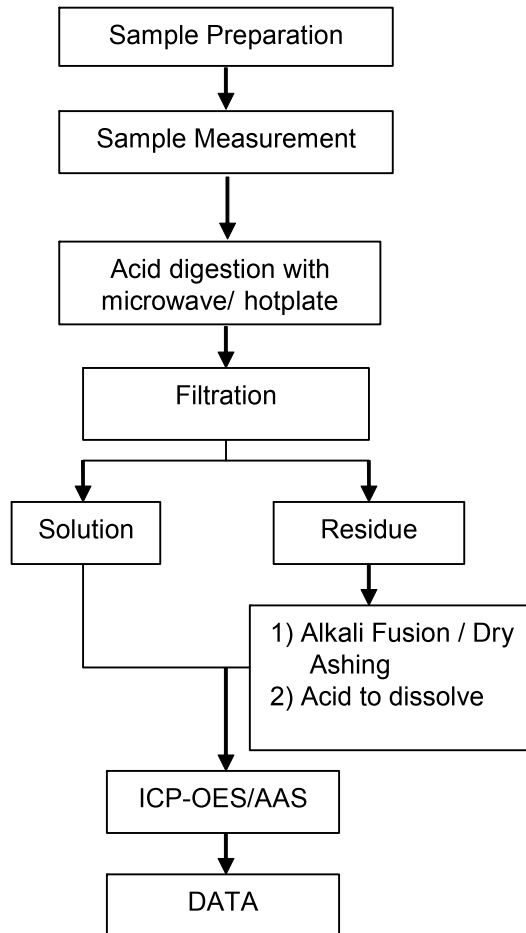 Sample Preparation
Sample Measurement
Acid digestion with
microwave/ hotplate
Filtration
Solution
Residue
1) Alkali Fusion / Dry
Ashing
2) Acid to dissolve
ICP-OES/AAS
DATA